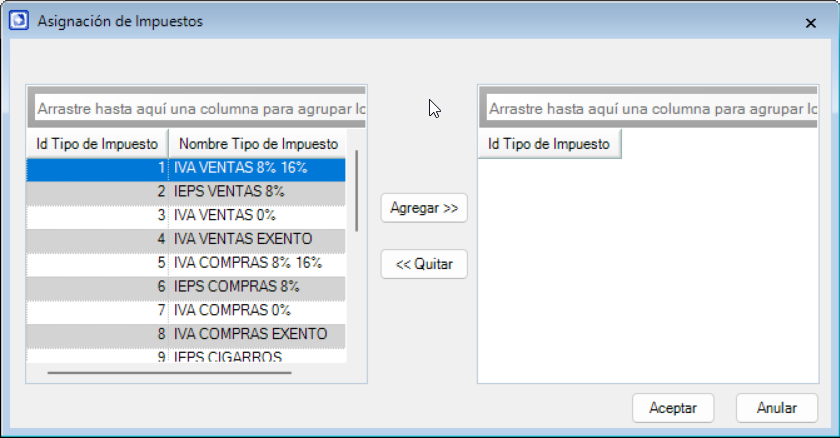 Asignación de Impuestos
Arrastre hasta aquí una columna para agrupar lo
Id Tipo de Impuesto Nombre Tipo de Impuesto
1 IVA VENTAS 8% 16%
2 IEPS VENTAS 8%
3 IVA VENTAS 0%
4 IVA VENTAS EXENTO
5 IVA COMPRAS 8% 16%
6 IEPS COMPRAS 8%
7 IVA COMPRAS 0%
8 IVA COMPRAS EXENTO
9 IEPS CIGARROS
Agregar >>
<< Quitar
Arrastre hasta aquí una columna para agrupar lo
Id Tipo de Impuesto
Aceptar
Anular